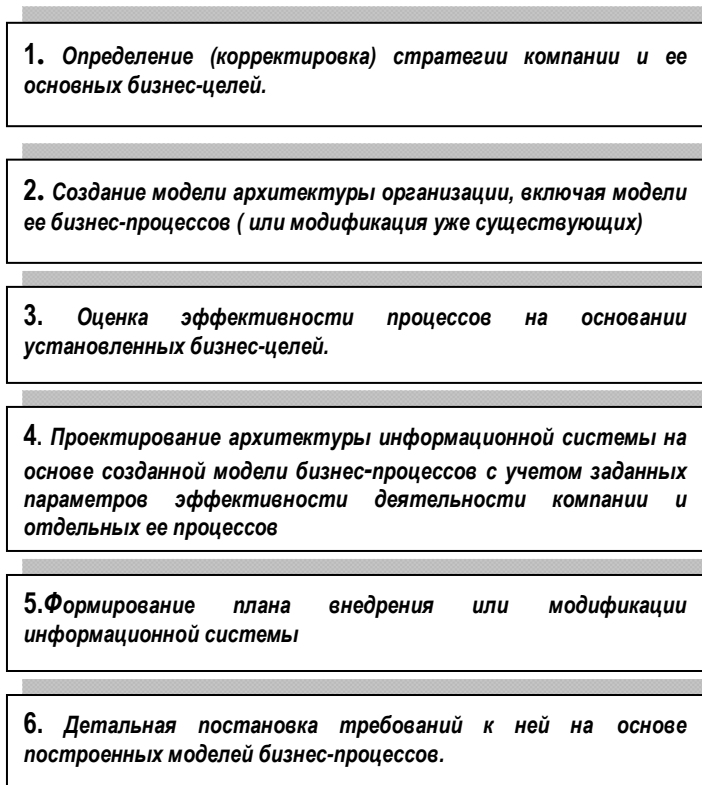 1. Определение (корректировка) стратегии компании и ее
основных бизнес-целей.
2. Создание модели архитектуры организации, включая модели
ее бизнес-процессов ( или модификация уже существующих)
3. Оценка эффективности процессов на основании
установленных бизнес-целей.
4. Проектирование архитектуры информационной системы на
основе созданной модели бизнес-процессов с учетом заданных
параметров эффективности деятельности компании и
отдельных ее процессов
5.Формирование плана внедрения или модификации
информационной системы
6. Детальная постановка требований к ней на основе
построенных моделей бизнес-процессов.